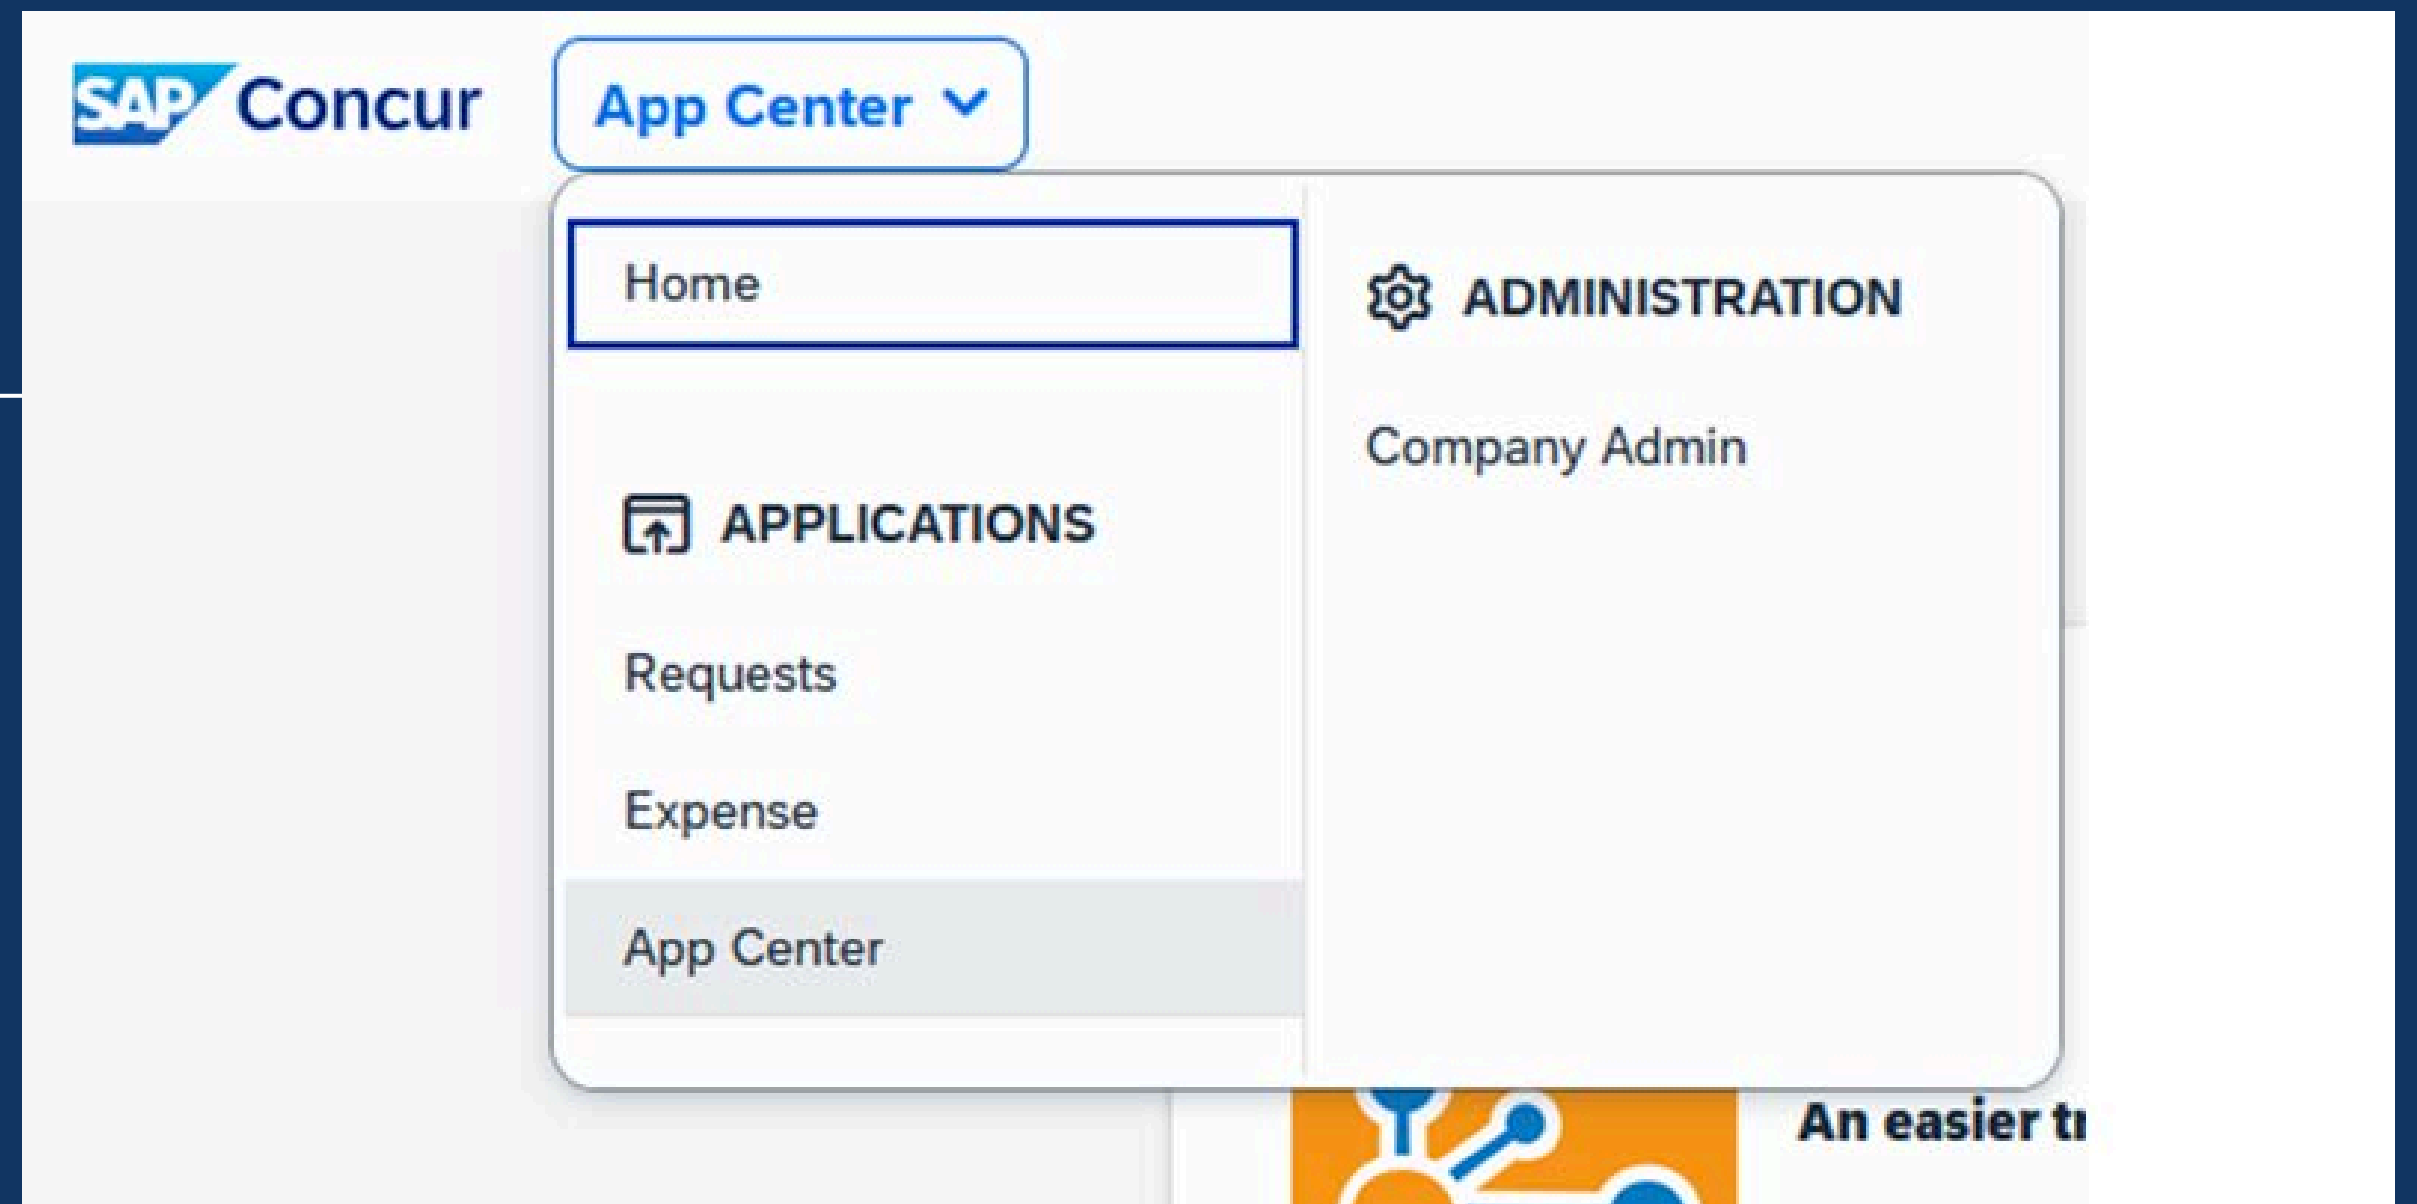 SAP Concur
App Center
Home
APPLICATIONS
Requests
Expense
App Center
ADMINISTRATION
Company Admin
An easier